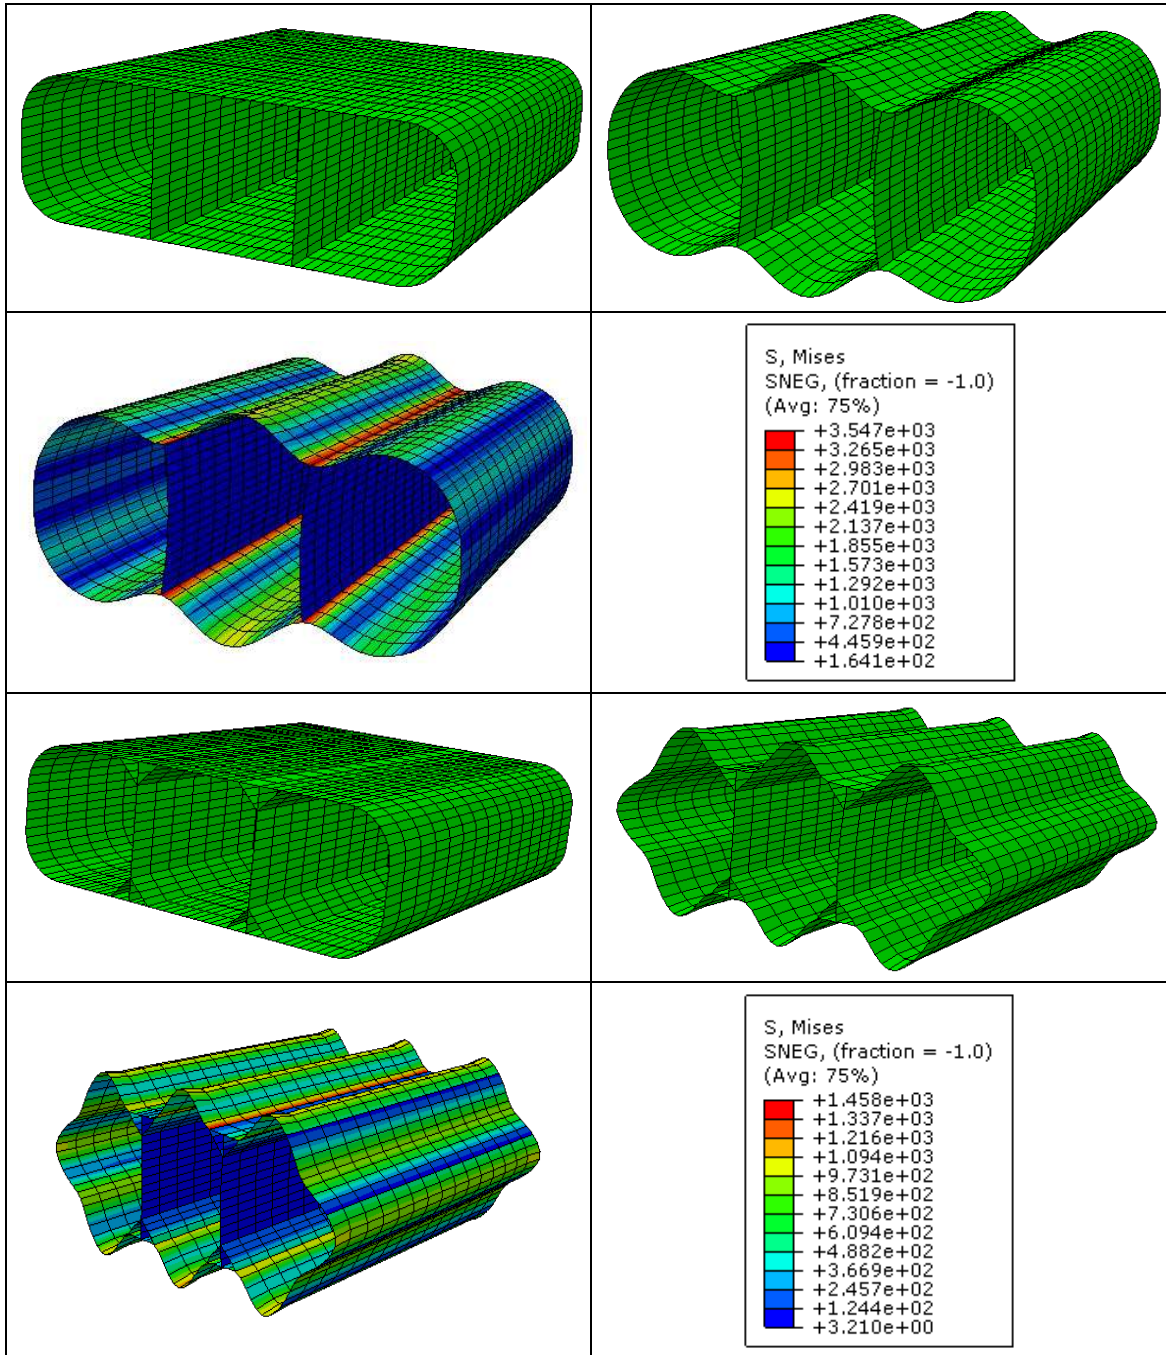 S, Mises
SNEG, (fraction = -1.0)
(Avg: 75%)
+3.547e+03
+3.265e+03
+2.983e+03
+2.701e+03
+2.419e+03
+2.137e+03
+1.855e+03
+1.573e+03
+1.292e+03
+1.010e+03
+7.278e+02
+4.459e+02
+1.641e+02
S, Mises
SNEG, (fraction = -1.0)
(Avg: 75%)
+1.458e+03
+1.337e+03
+1.216e+03
+1.094e+03
+9.731e+02
+8.519e+02
+7.306e+02
+6.094e+02
+4.882e+02
+3.669e+02
+2.457e+02
+1.244e+02
+3.210e+00